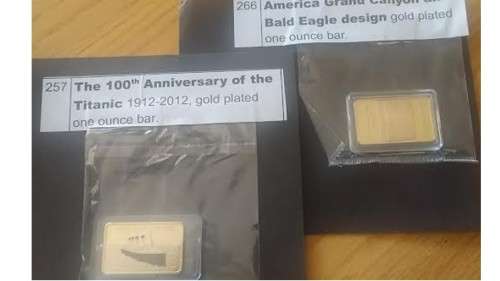 266 America Grand Canyon
Bald Eagle design gold plated
one ounce bar.
257 The 100th Anniversary of the
Titanic 1912-2012, gold plated
one ounce bar.